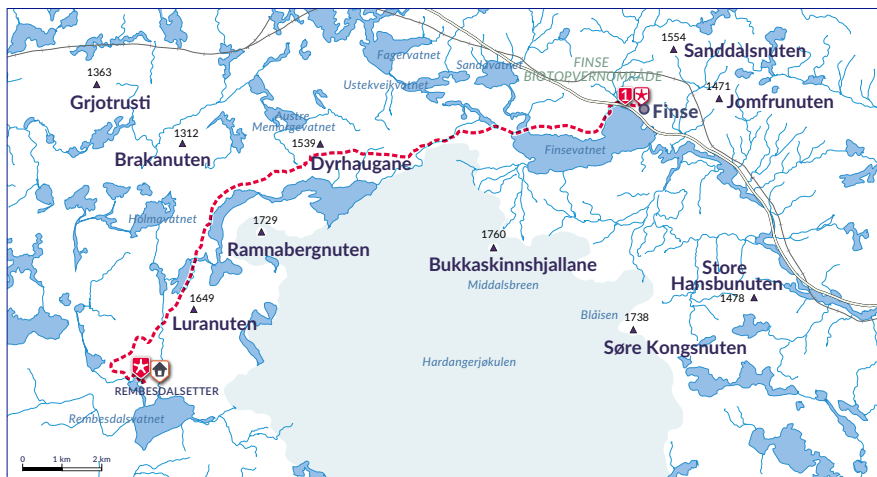 1554
Sanddalsnuten
Fagervatnet
Sandavatnet
FINSE
BIOTOPVERNOMRÅDE
1363
Grjotrusti
Ustekveikvatnet
1
1471
Jomfrunuten
Finse
Austre
Memorgevatnet
1312
Brakanuten
1539
Dyrhaugane
Finsevatnet
Holmavatnet
1729
Ramnabergnuten
1760
Bukkaskinnshjallane
Middalsbreen
Store
Hansbunuten
1478
1649
Luranuten
Blåisen
1738
Søre Kongsnuten
Hardangerjøkulen
REMBESDALSETTER
Rembesdalsvatnet
0 1 km 2 km